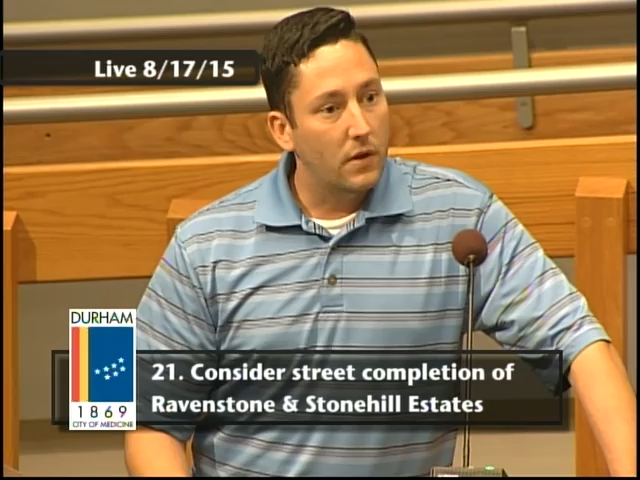 Live 8/17/15
DURHAM
1869
CITY OF MEDICINE
21. Consider street completion of
Ravenstone & Stonehill Estates